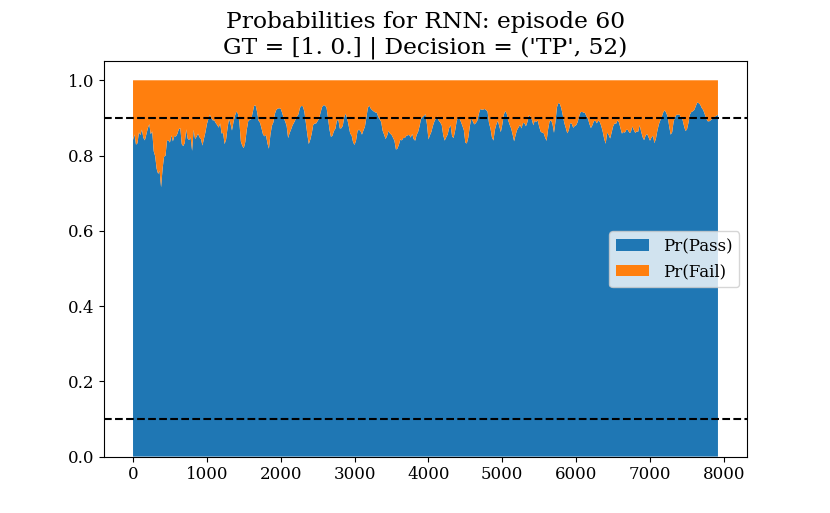 Probabilities for RNN: episode 60
GT = [1. 0.] | Decision = ('TP', 52)
1.0
0.8
0.6
0.4
0.2
0.0
Pr(Pass)
Pr(Fail)
0 1000 2000 3000 4000 5000 6000 7000 8000